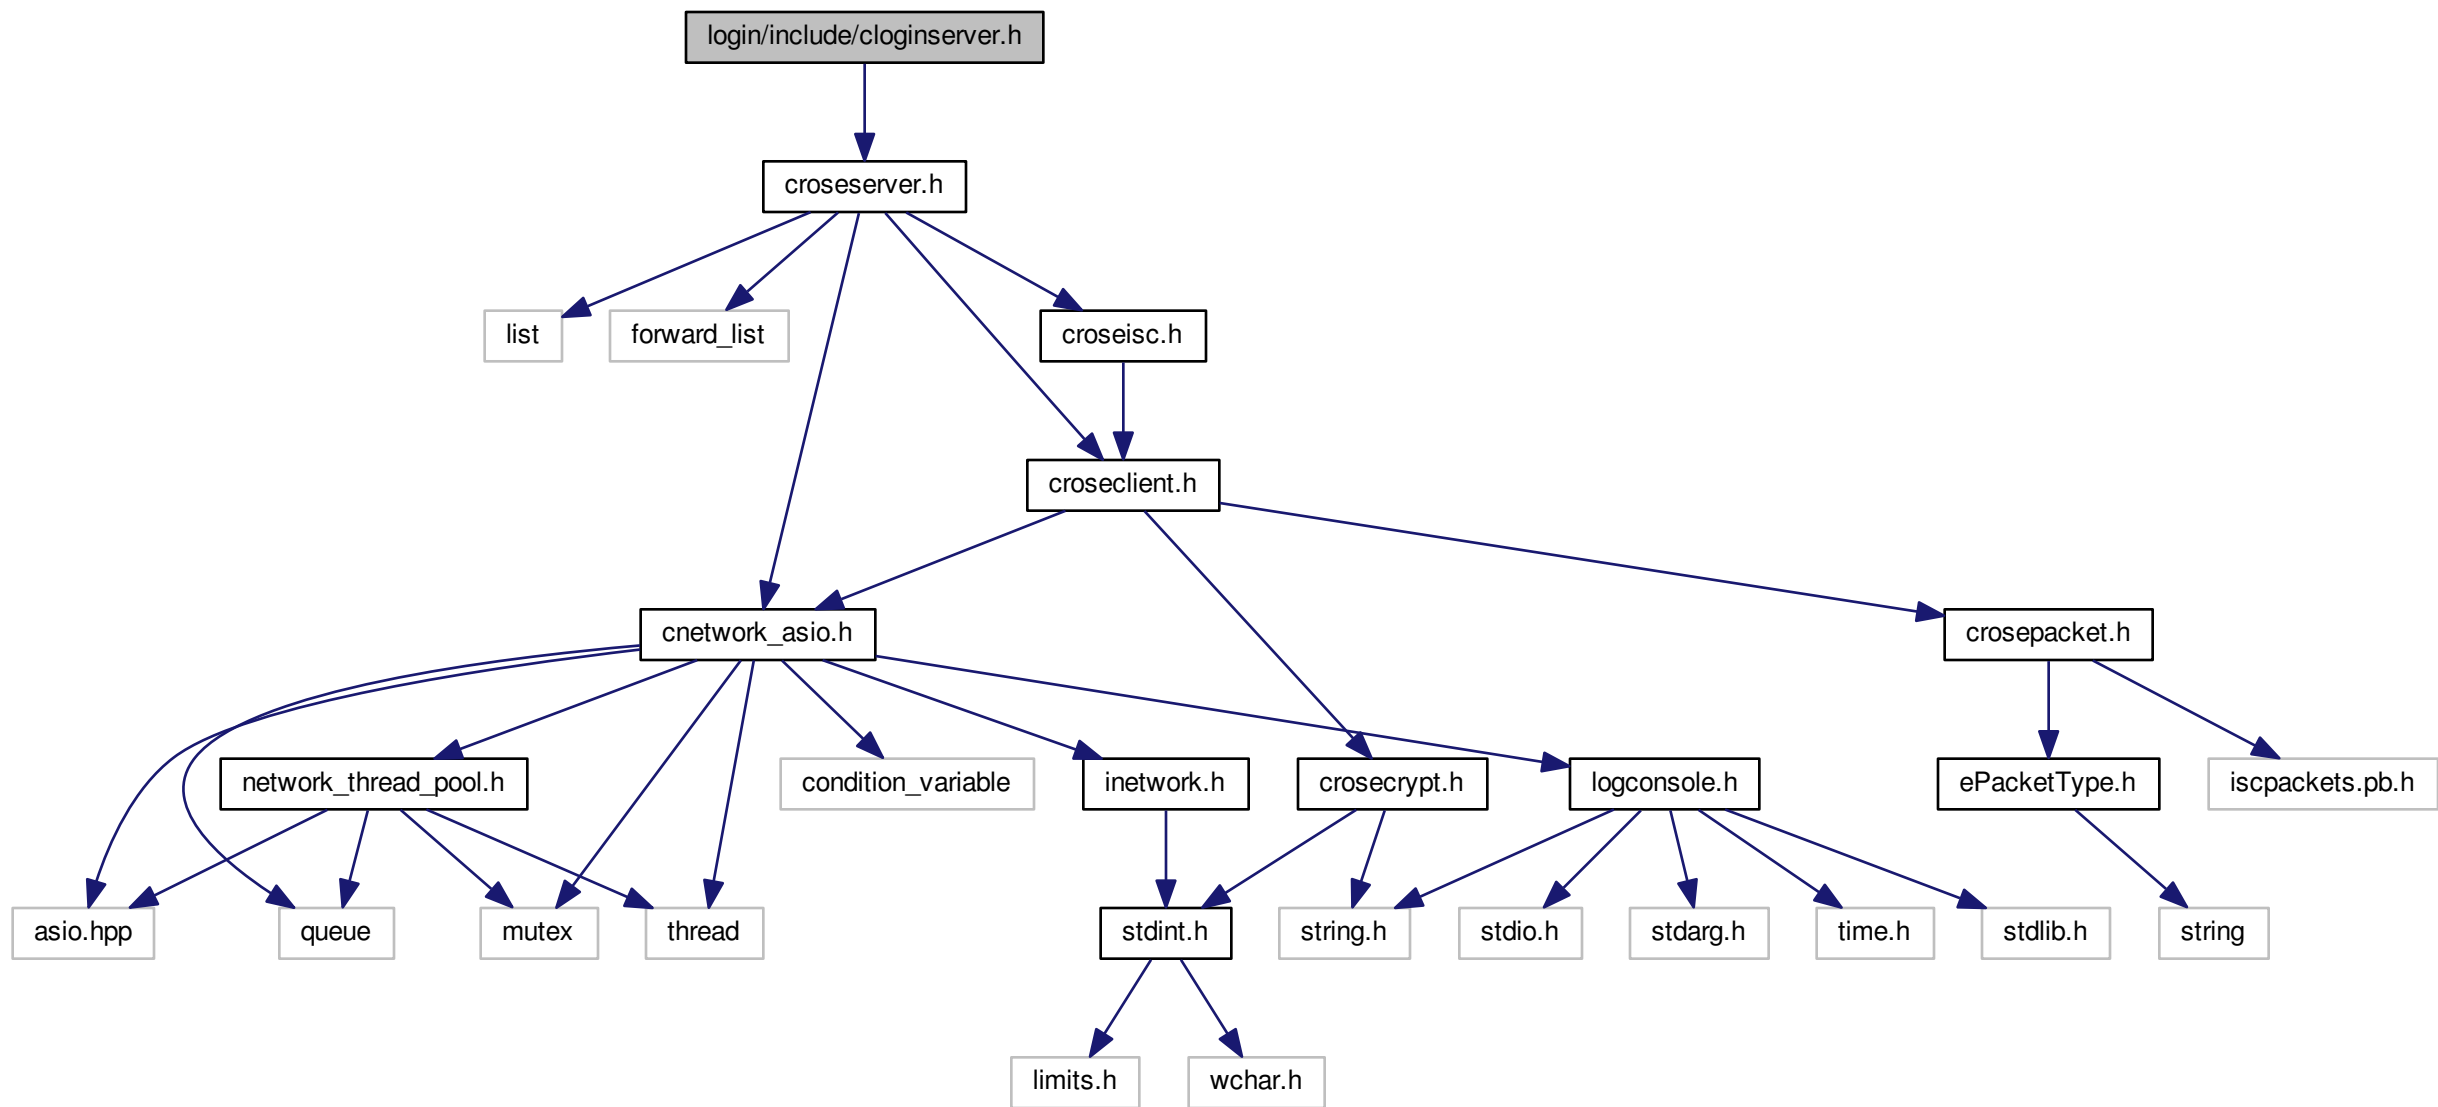 login/include/cloginserver.h
croseserver.h
list
forward_list
croseisc.h
croseclient.h
cnetwork_asio.h
crosepacket.h
network_thread_pool.h
condition_variable
inetwork.h
crosecrypt.h
logconsole.h
ePacketType.h
iscpackets.pb.h
asio.hpp
queue
mutex
thread
stdint.h
string.h
stdio.h
stdarg.h
time.h
stdlib.h
string
limits.h
wchar.h